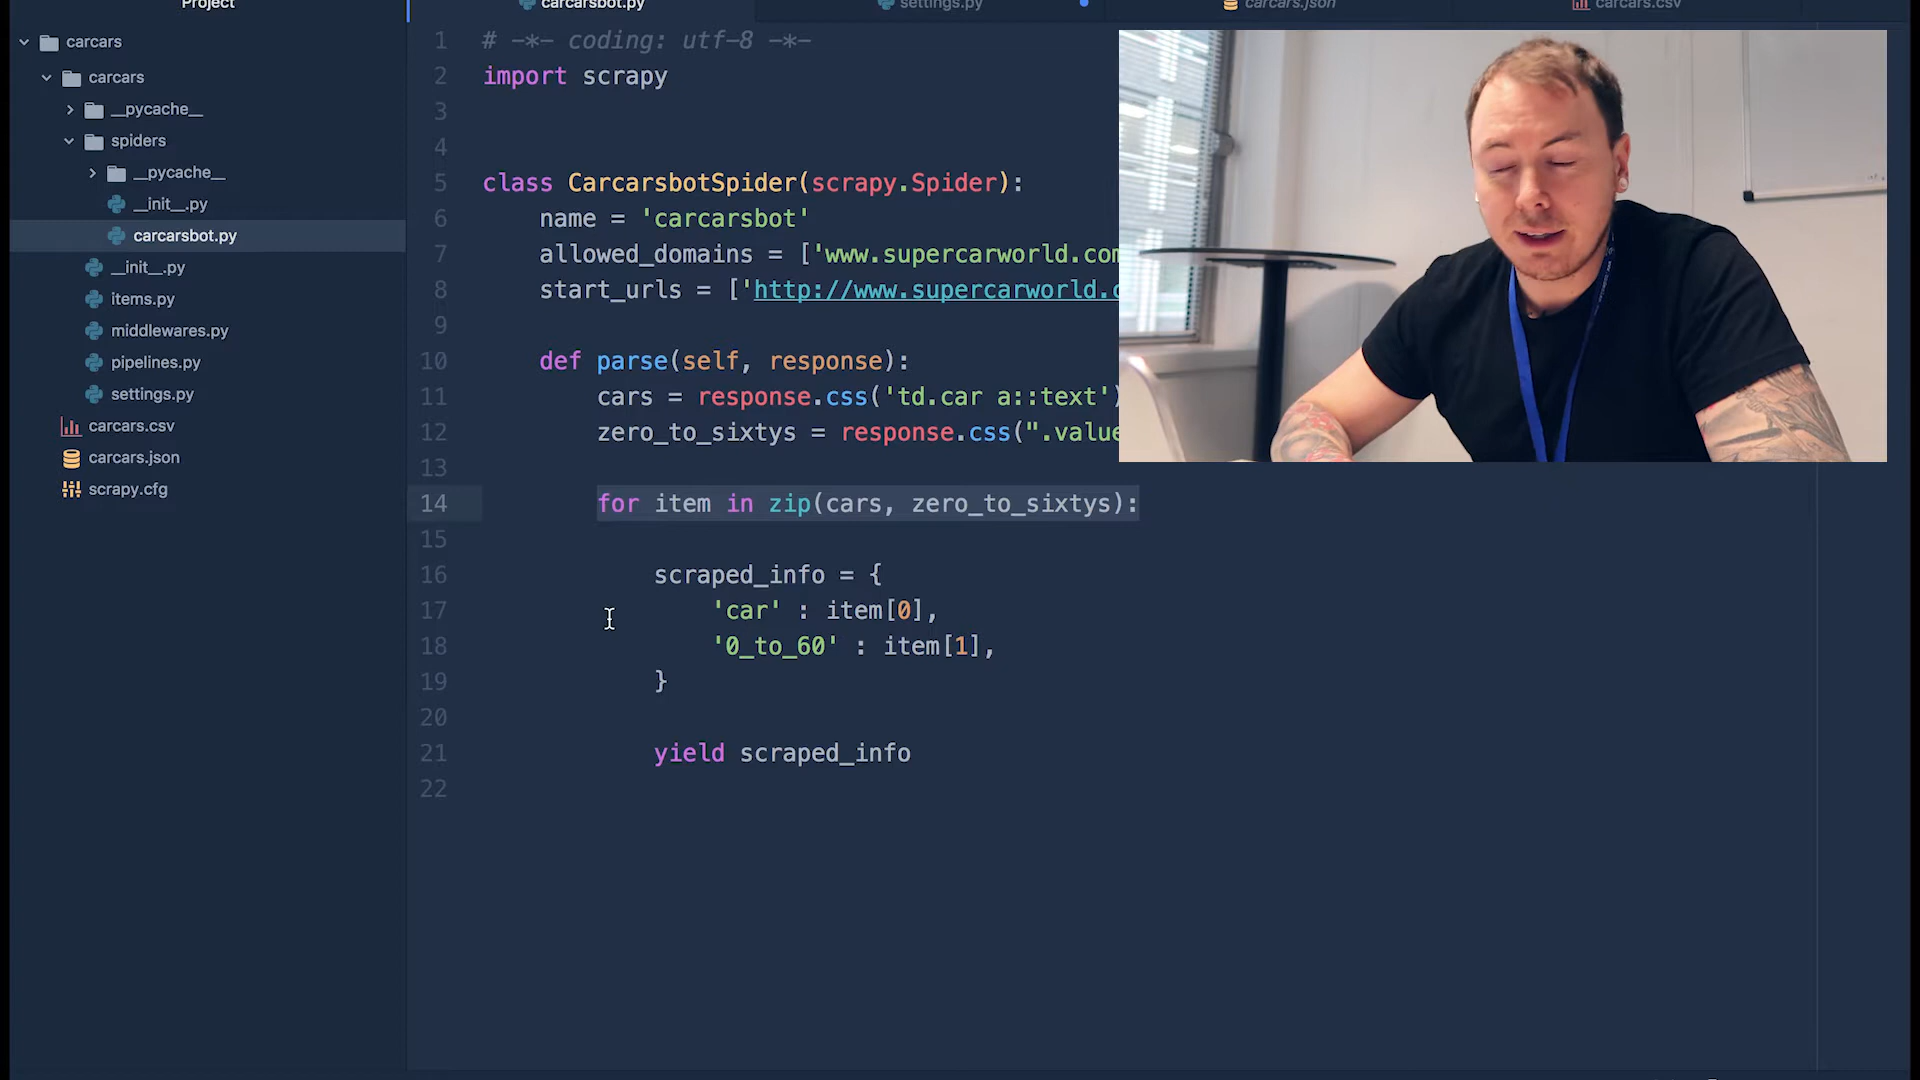 Project
carcars
carcars
__pycache__
spiders
__pycache__
__init__.py
carcarsbot.py
__init__.py
items.py
middlewares.py
pipelines.py
settings.py
carcars.csv
carcars.json
scrapy.cfg
carcarsbot.py
settings.py
carcars.json
carcars.csv
1 # -*- coding: utf-8 -*-
2 import scrapy
3
4
5 class CarcarsbotSpider(scrapy.Spider):
6 name = 'carcarsbot'
7 allowed_domains = ['www.supercarworld.com
8 start_urls = ['http://www.supercarworld.c
9
10 def parse(self, response):
11 cars = response.css('td.car a::text')
12 zero_to_sixtys = response.css(".value
13
14 for item in zip(cars, zero_to_sixtys):
15
16 scraped_info = {
17 'car' : item[0],
18 '0_to_60' : item[1],
19 }
20
21 yield scraped_info
22